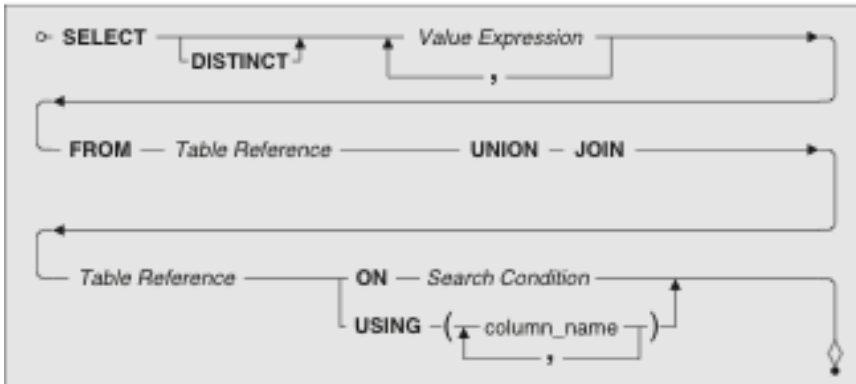 SELECT Value Expression
DISTINCT ,
FROM Table Reference UNION JOIN
Table Reference ON Search Condition
USING ( column_name )
,